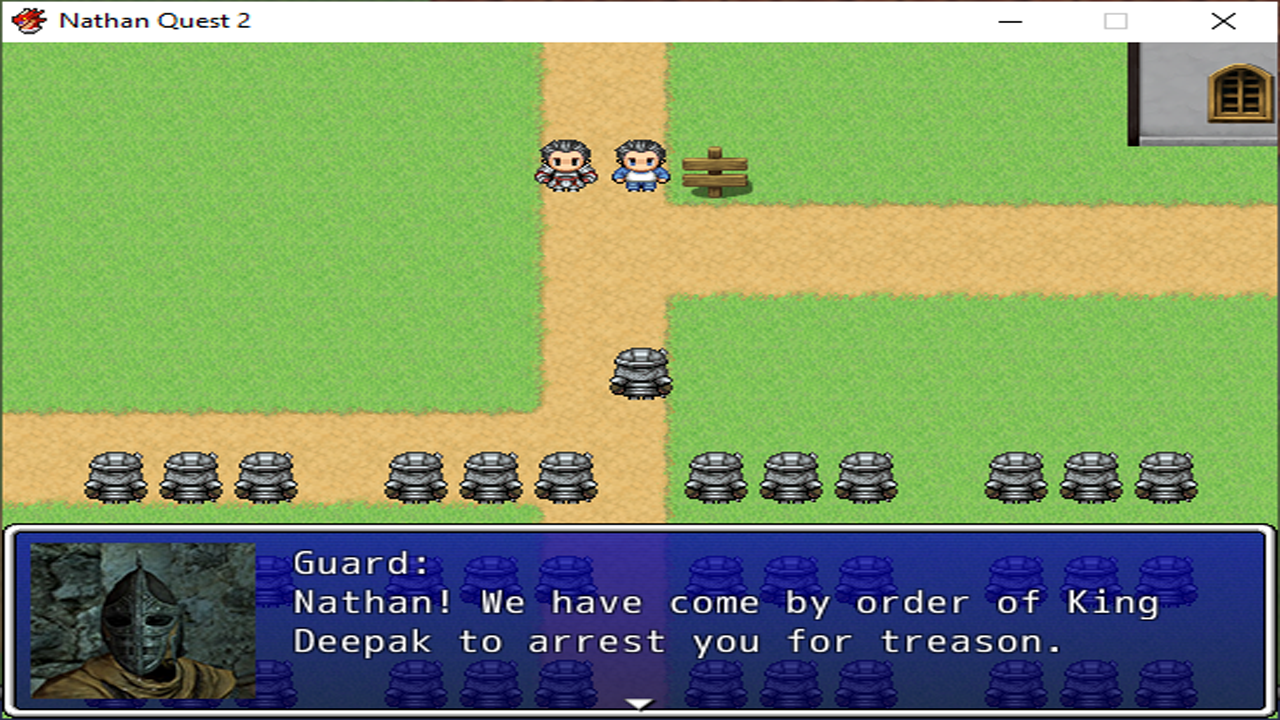 Nathan Quest 2
Guard:
Nathan! We have come by order of King
Deepak to arrest you for treason.